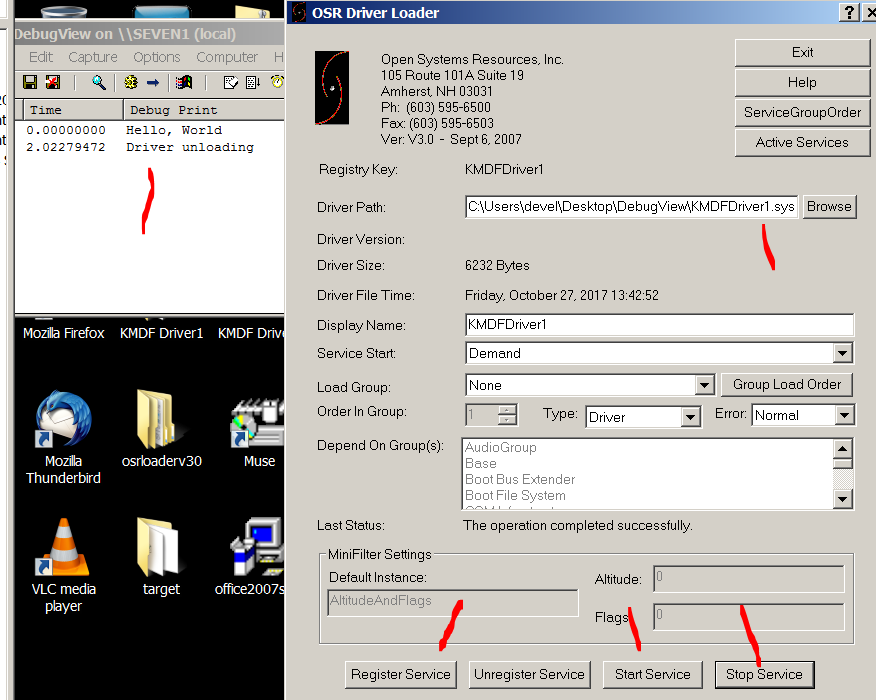 DebugView on \\SEVEN1 (local)
Edit Capture Options Computer H
Time Debug Print
0.00000000 Hello, World
2.02279472 Driver unloading
Mozilla Firefox KMDF Driver1 KMDF Drive
Mozilla Thunderbird
osrloaderv30
Muse
VLC media player
target
office2007s
OSR Driver Loader
Open Systems Resources, Inc.
105 Route 101A Suite 19
Amherst, NH 03031
Ph: (603) 595-6500
Fax: (603) 595-6503
Ver: V3.0 - Sept 6, 2007
Exit
Help
ServiceGroupOrder
Active Services
Registry Key: KMDFDriver1
Driver Path: C:\Users\devel\Desktop\DebugView\KMDFDriver1.sys Browse
Driver Version:
Driver Size: 6232 Bytes
Driver File Time: Friday, October 27, 2017 13:42:52
Display Name: KMDFDriver1
Service Start: Demand
Load Group: None Group Load Order
Order In Group: 1 Type: Driver Error: Normal
Depend On Group(s): AudioGroup
Base
Boot Bus Extender
Boot File System
Last Status: The operation completed successfully.
MiniFilter Settings
Default Instance:
AltitudeAndFlags
Altitude: 0
Flags: 0
Register Service Unregister Service Start Service Stop Service